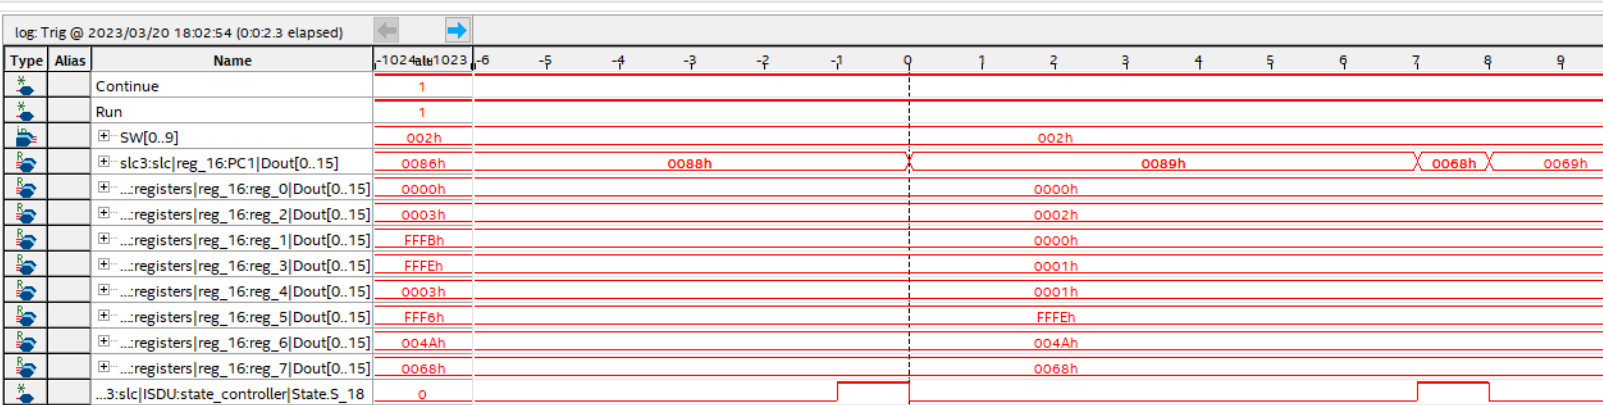 log: Trig @ 2023/03/20 18:02:54 (0:0:2.3 elapsed)
Type Alias Name -6 -5 -4 -3 -2 -1 0 1 2 3 4 5 6 7 8 9
Continue 1
Run 1
SW[0..9] 002h 002h
slc3:slc|reg_16:PC1|Dout[0..15] 0086h 0088h 0089h 0068h 0069h
...:registers|reg_16:reg_0|Dout[0..15] 0000h 0000h
...:registers|reg_16:reg_2|Dout[0..15] 0003h 0002h
...:registers|reg_16:reg_1|Dout[0..15] FFFBh 0000h
...:registers|reg_16:reg_3|Dout[0..15] FFFEh 0001h
...:registers|reg_16:reg_4|Dout[0..15] 0003h 0001h
...:registers|reg_16:reg_5|Dout[0..15] FFF6h FFFEh
...:registers|reg_16:reg_6|Dout[0..15] 004Ah 004Ah
...:registers|reg_16:reg_7|Dout[0..15] 0068h 0068h
...3:slc|ISDU:state_controller|State.S_18 0